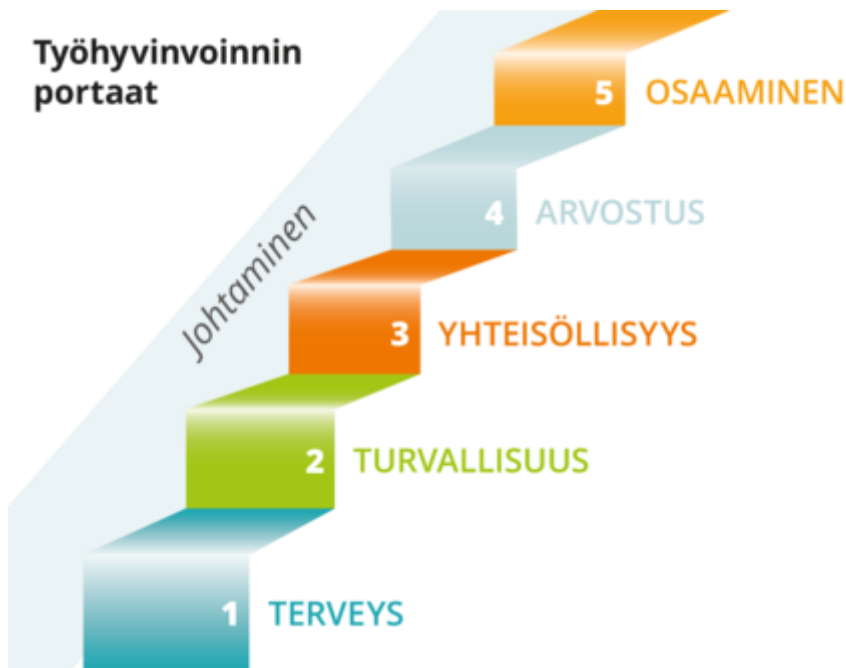 Työhyvinvoinnin
portaat
5 OSAAMINEN
4 ARVOSTUS
Johtaminen
3 YHTEISÖLLISYYS
2 TURVALLISUUS
1 TERVEYS